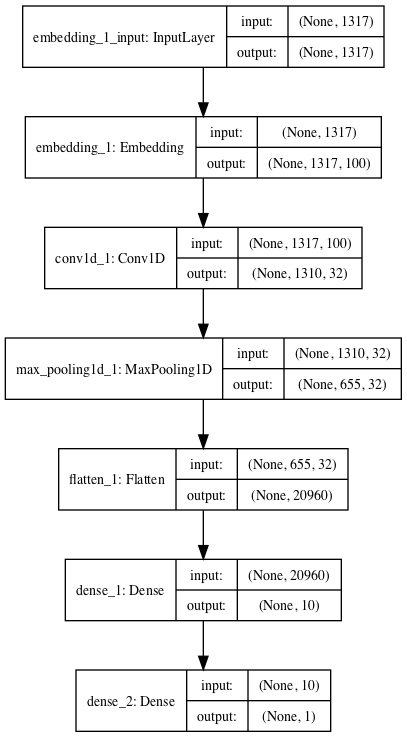 embedding_1_input: InputLayer
input: (None, 1317)
output: (None, 1317)
embedding_1: Embedding
input: (None, 1317)
output: (None, 1317, 100)
conv1d_1: Conv1D
input: (None, 1317, 100)
output: (None, 1310, 32)
max_pooling1d_1: MaxPooling1D
input: (None, 1310, 32)
output: (None, 655, 32)
flatten_1: Flatten
input: (None, 655, 32)
output: (None, 20960)
dense_1: Dense
input: (None, 20960)
output: (None, 10)
dense_2: Dense
input: (None, 10)
output: (None, 1)